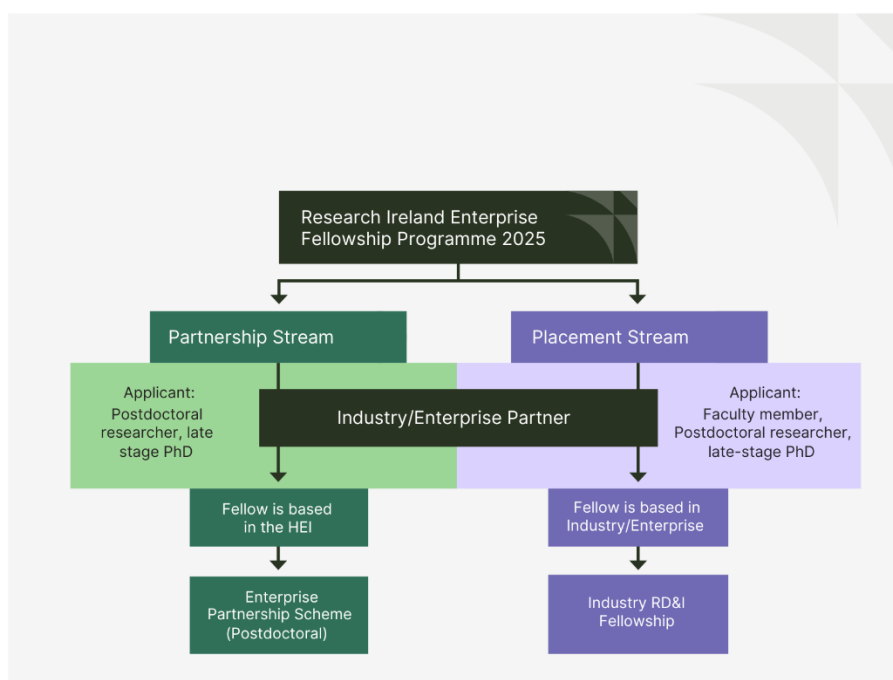 Research Ireland Enterprise
Fellowship Programme 2025
Partnership Stream
Placement Stream
Applicant:
Postdoctoral
researcher, late
stage PhD
Industry/Enterprise Partner
Applicant:
Faculty member,
Postdoctoral researcher,
late-stage PhD
Fellow is based
in the HEI
Fellow is based in
Industry/Enterprise
Enterprise
Partnership Scheme
(Postdoctoral)
Industry RD&I
Fellowship